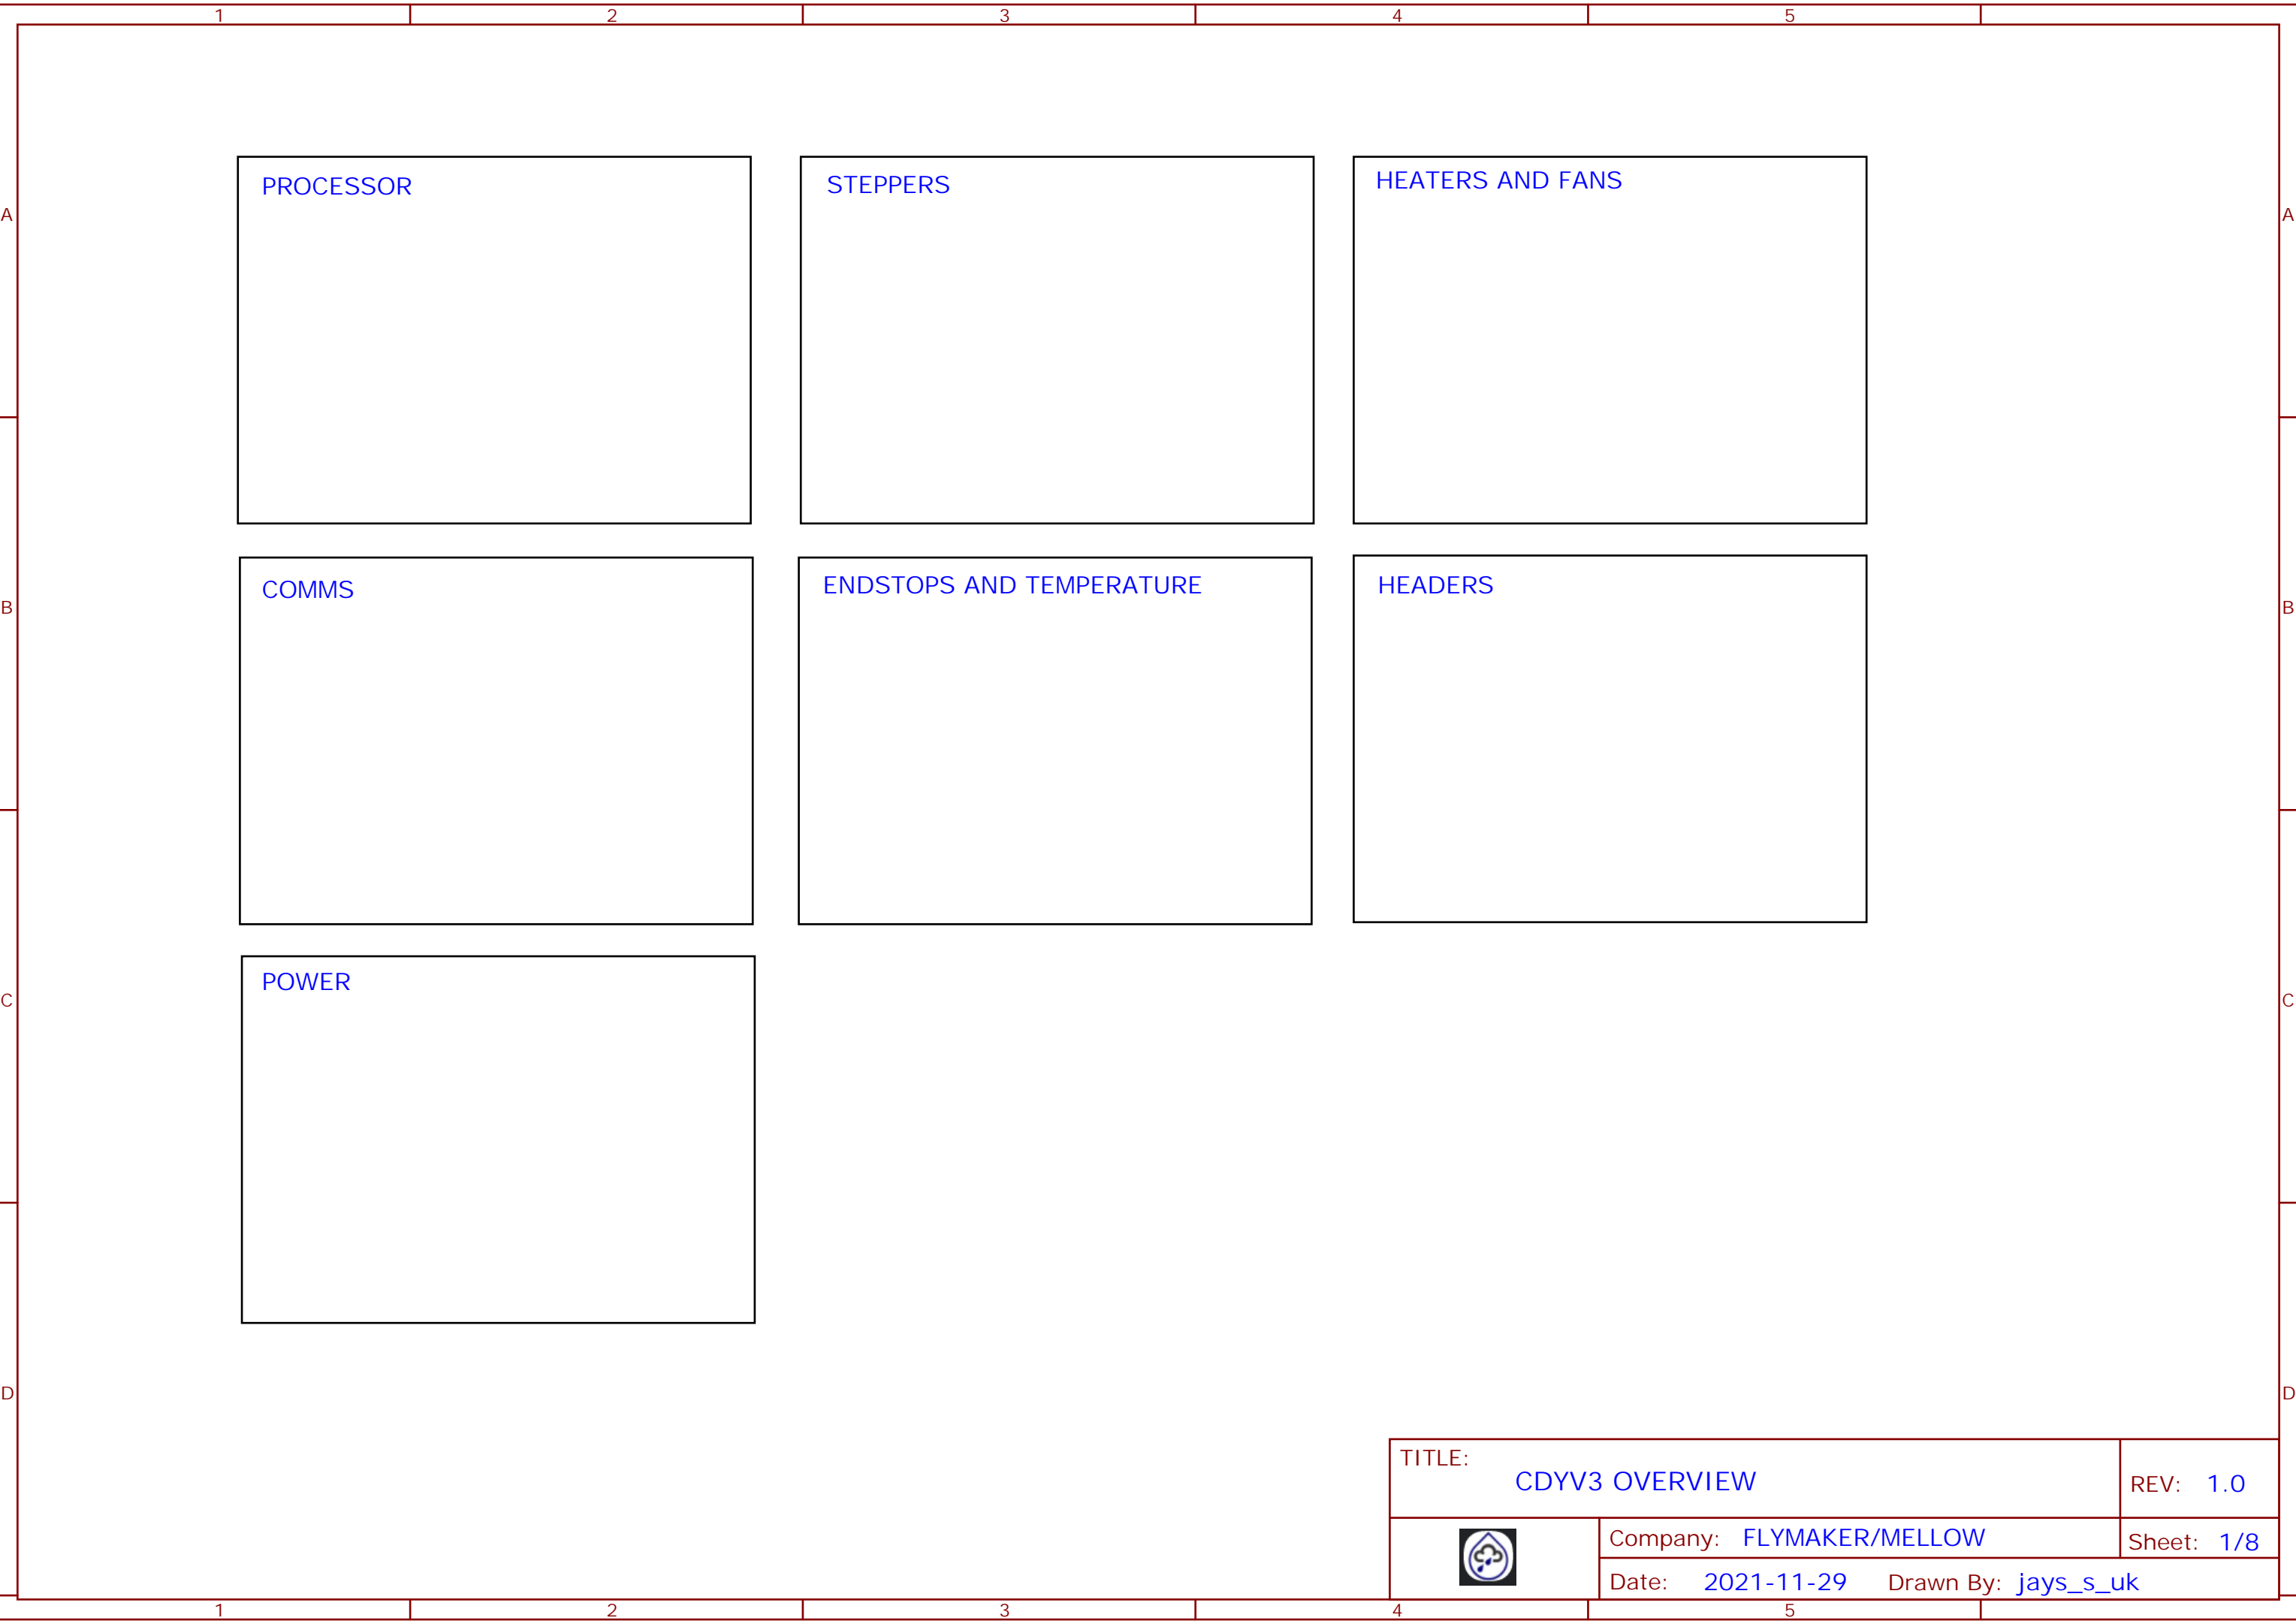 1 2 3 4 5
A A
PROCESSOR STEPPERS HEATERS AND FANS
B B
COMMS ENDSTOPS AND TEMPERATURE HEADERS
POWER
C C
D D
TITLE:
CDYV3 OVERVIEW
REV: 1.0
Company: FLYMAKER/MELLOW
Sheet: 1/8
Date: 2021-11-29 Drawn By: jays_s_uk
1 2 3 4 5